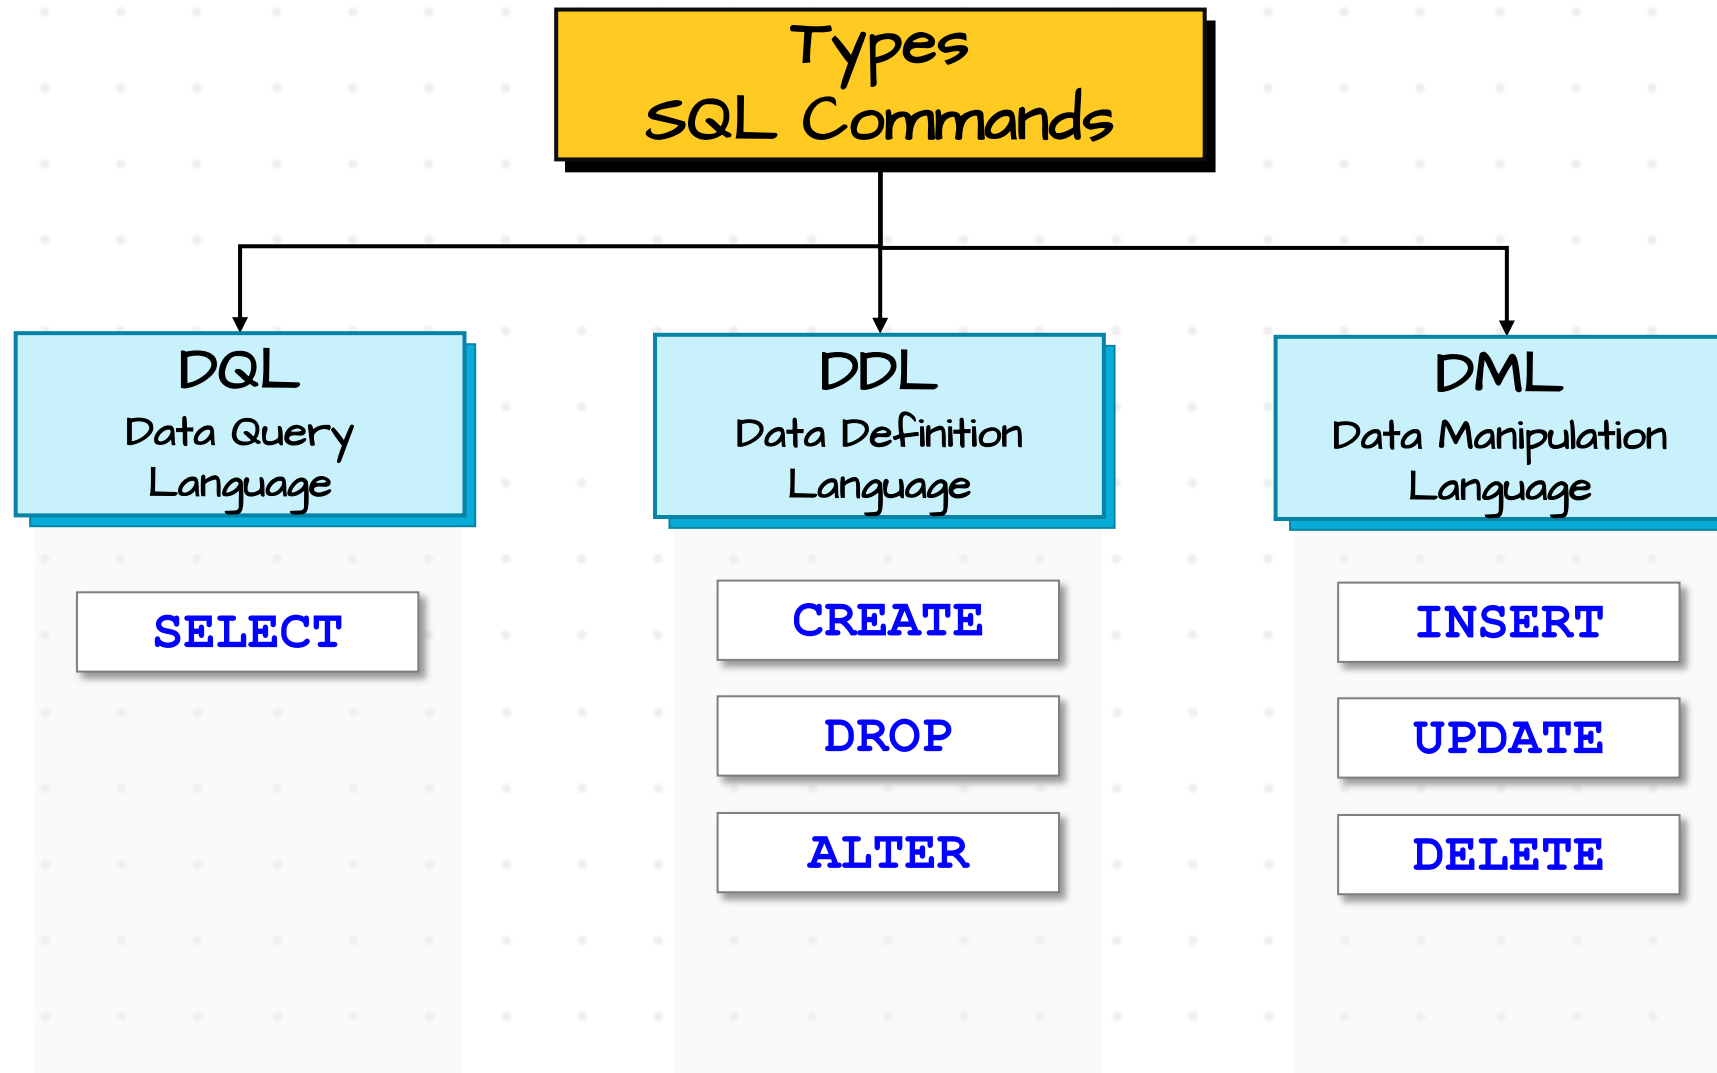 Types
SQL Commands
DQL
Data Query
Language
SELECT
DDL
Data Definition
Language
CREATE
DROP
ALTER
DML
Data Manipulation
Language
INSERT
UPDATE
DELETE